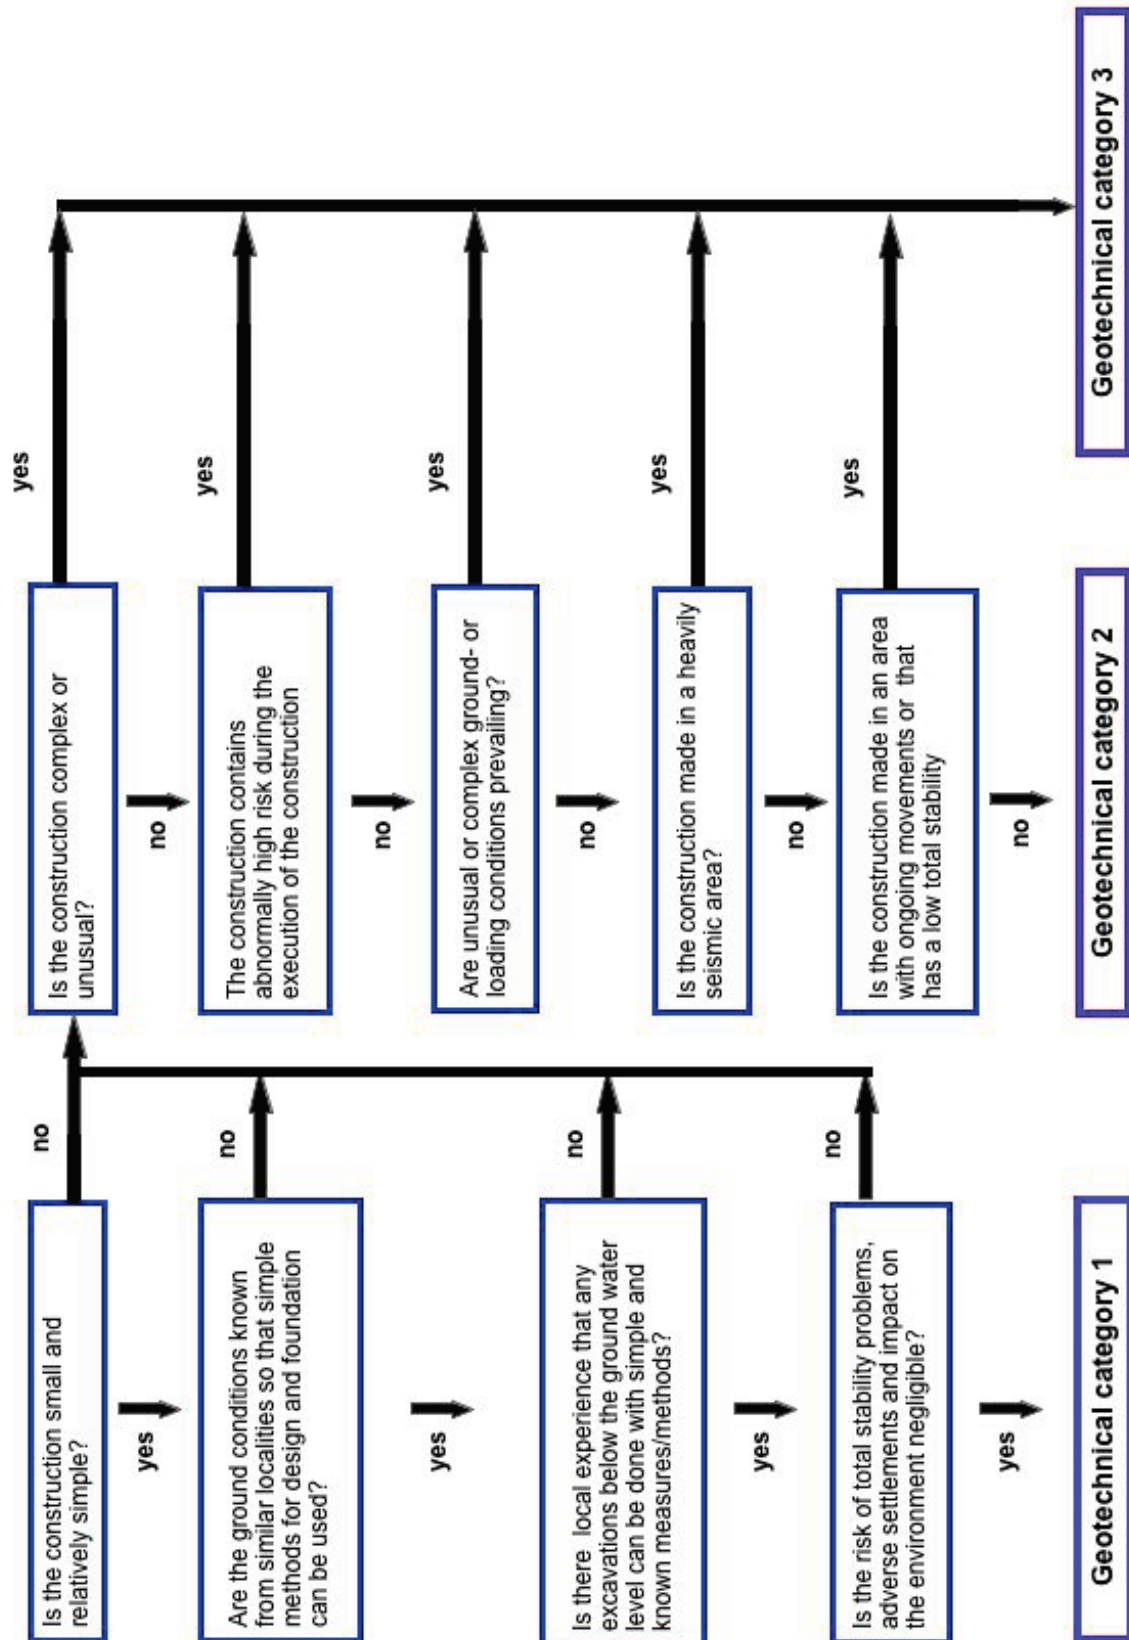 Is the construction small and
relatively simple?
no
yes
Are the ground conditions known
from similar localities so that simple
methods for design and foundation
can be used?
no
yes
Is there local experience that any
excavations below the ground water
level can be done with simple and
known measures/methods?
no
yes
Is the risk of total stability problems,
adverse settlements and impact on
the environment negligible?
no
yes
Geotechnical category 1
Is the construction complex or
unusual?
yes
no
The construction contains
abnormally high risk during the
execution of the construction
yes
no
Are unusual or complex ground- or
loading conditions prevailing?
yes
no
Is the construction made in a heavily
seismic area?
yes
no
Is the construction made in an area
with ongoing movements or that
has a low total stability
yes
no
Geotechnical category 2
Geotechnical category 3